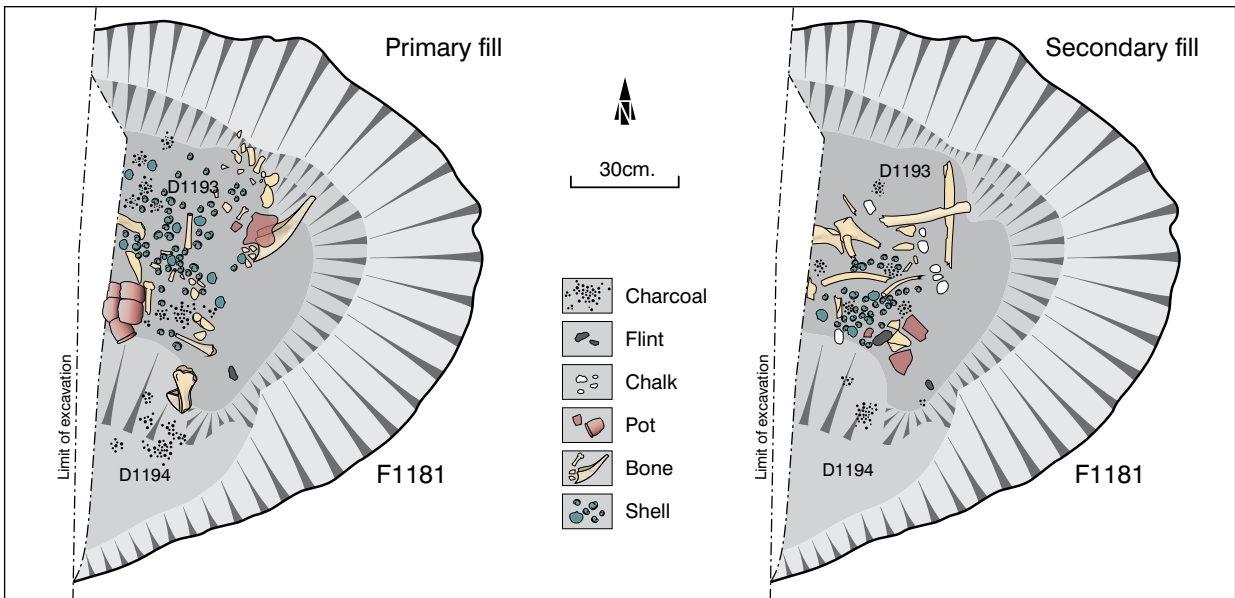 Primary fill
D1193
Limit of excavation
D1194
F1181
N
30cm.
Charcoal
Flint
Chalk
Pot
Bone
Shell
Secondary fill
D1193
Limit of excavation
D1194
F1181